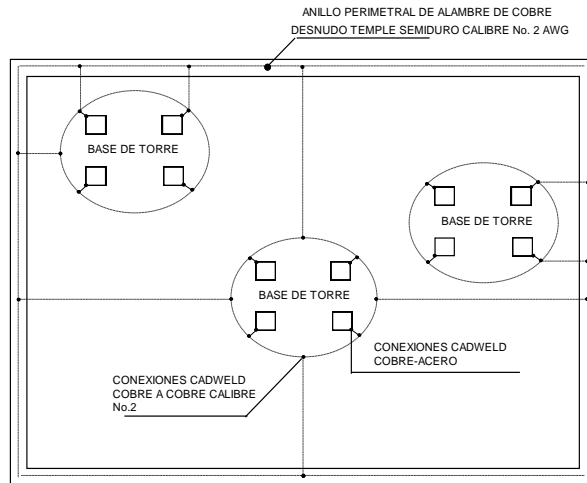 ANILLO PERIMETRAL DE ALAMBRE DE COBRE
DESNUDO TEMPLE SEMIDURO CALIBRE No. 2 AWG
BASE DE TORRE
BASE DE TORRE
BASE DE TORRE
CONEXIONES CADWELD
COBRE-ACERO
CONEXIONES CADWELD
COBRE A COBRE CALIBRE
No.2